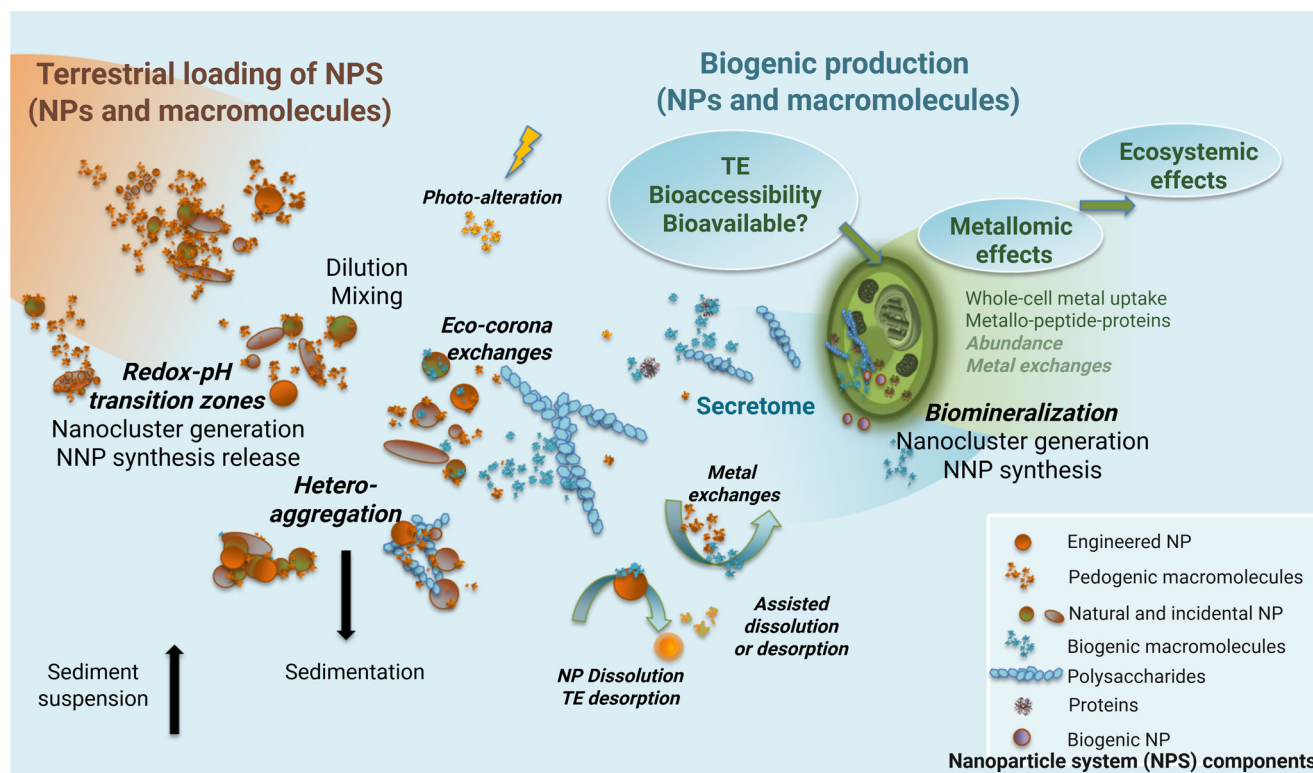 Terrestrial loading of NPS
(NPs and macromolecules)
Biogenic production
(NPs and macromolecules)
TE
Bioaccessibility
Bioavailable?
Ecosystemic
effects
Metallomic
effects
Photo-alteration
Dilution
Mixing
Whole-cell metal uptake
Metallo-peptide-proteins
Abundance
Metal exchanges
Eco-corona
exchanges
Redox-pH
transition zones
Nanocluster generation
NNP synthesis release
Secretome
Biomineralization
Nanocluster generation
NNP synthesis
Hetero-
aggregation
Metal
exchanges
Assisted
dissolution
or desorption
NP Dissolution
TE desorption
Sediment
suspension
Sedimentation
Engineered NP
Pedogenic macromolecules
Natural and incidental NP
Biogenic macromolecules
Polysaccharides
Proteins
Biogenic NP
Nanoparticle system (NPS) components